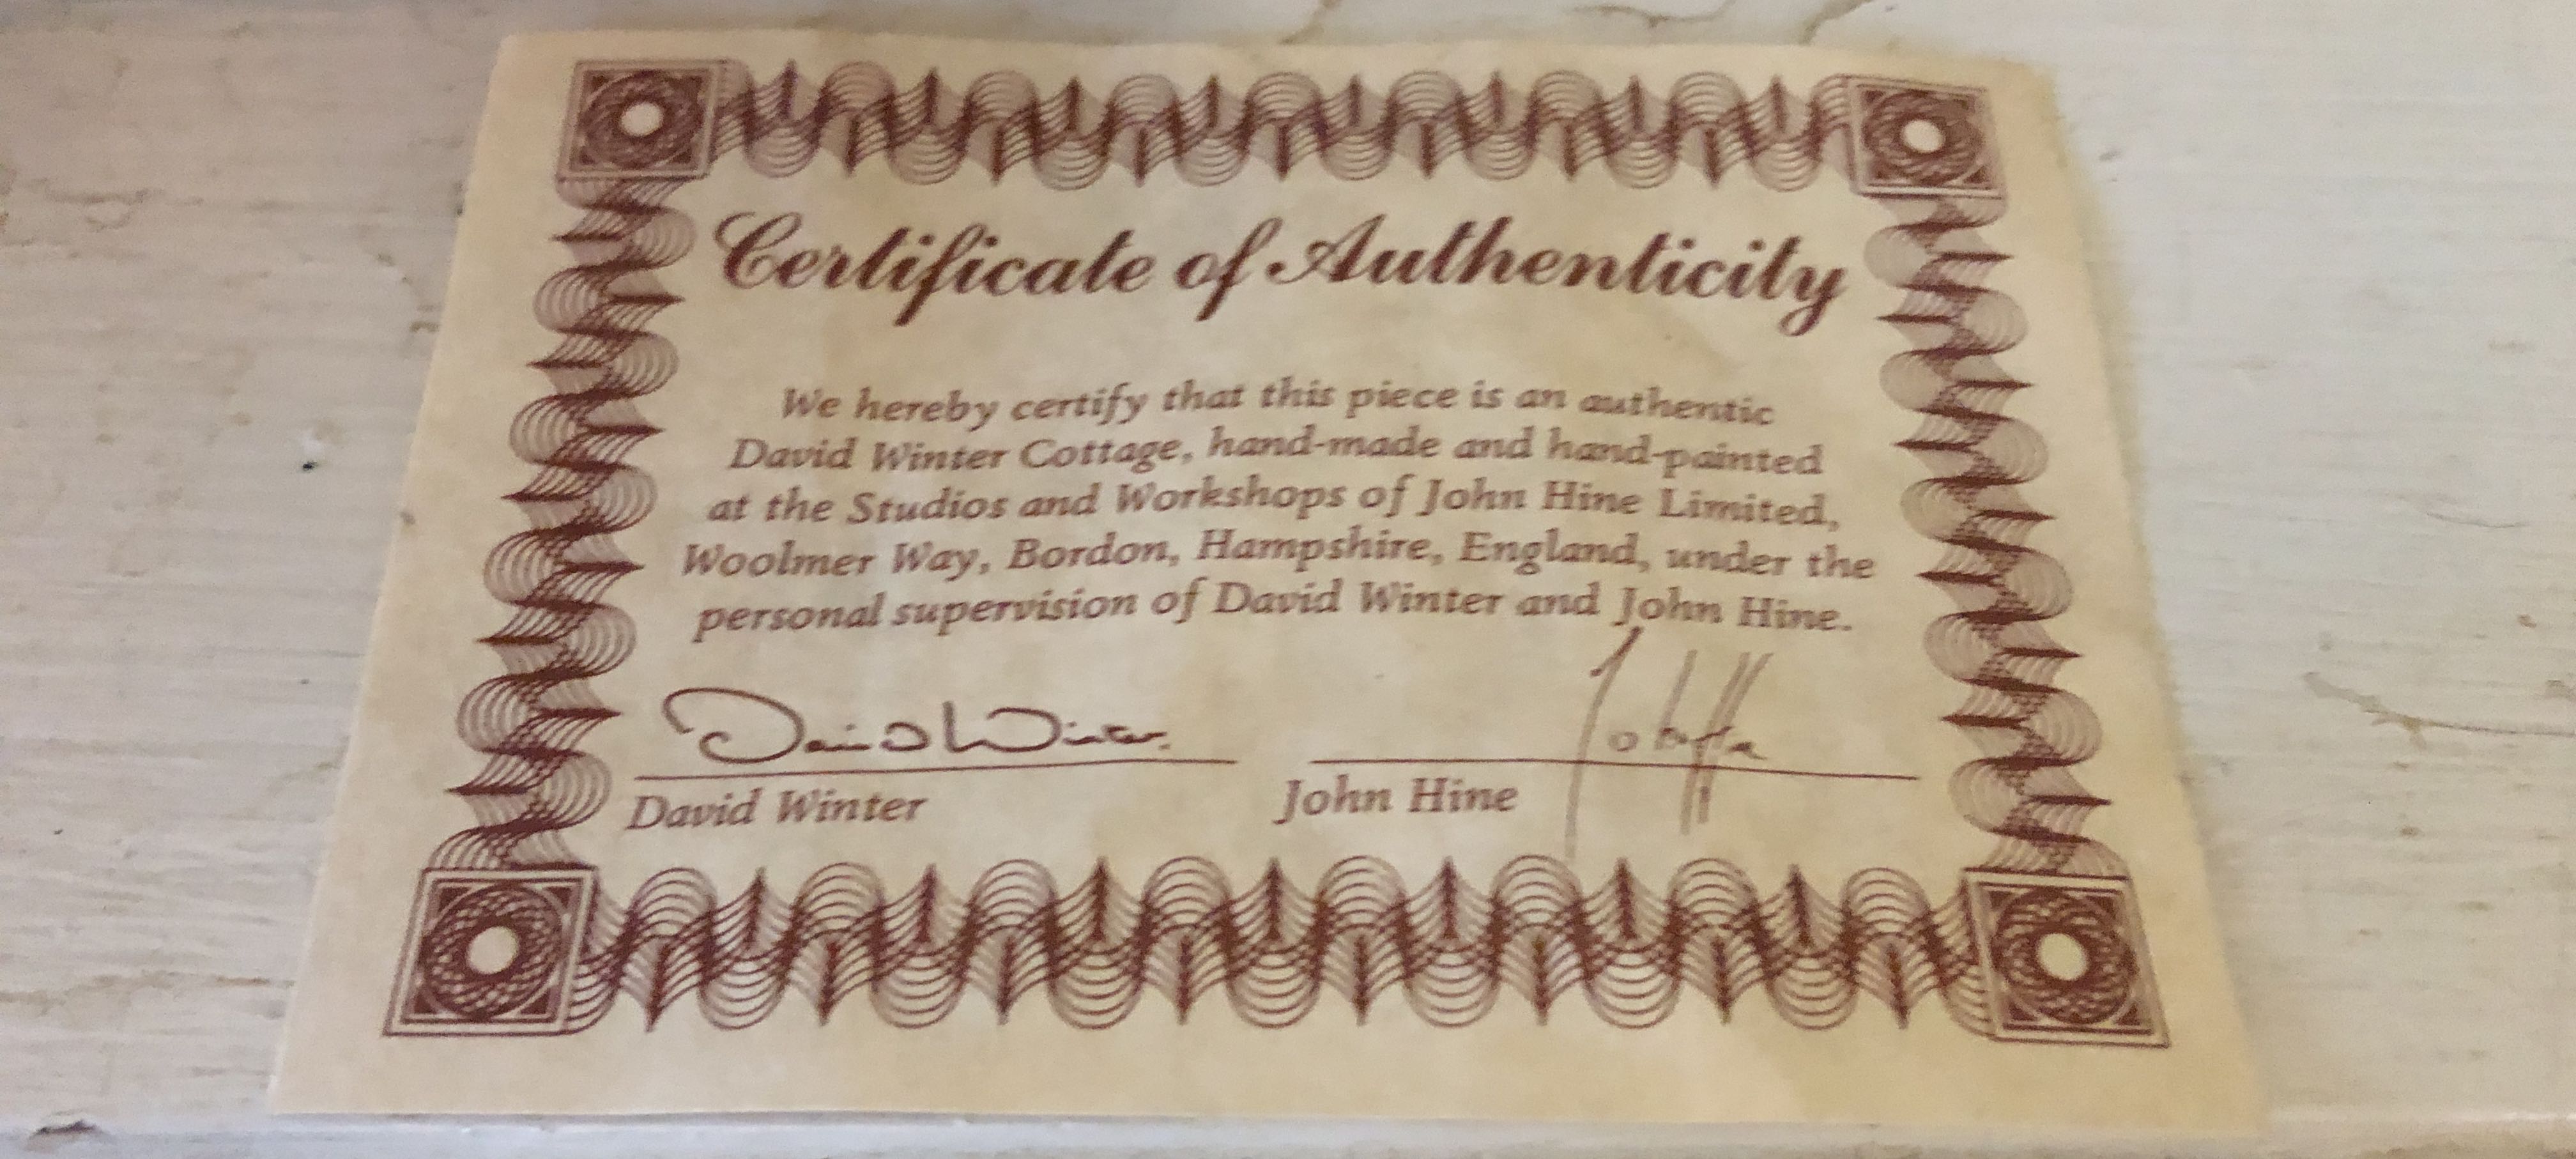 Certificate of Authenticity
We hereby certify that this piece is an authentic
David Winter Cottage, hand-made and hand-painted
at the Studios and Workshops of John Hine Limited,
Woolmer Way, Bordon, Hampshire, England, under the
personal supervision of David Winter and John Hine.
David Winter.
David Winter
John Hine